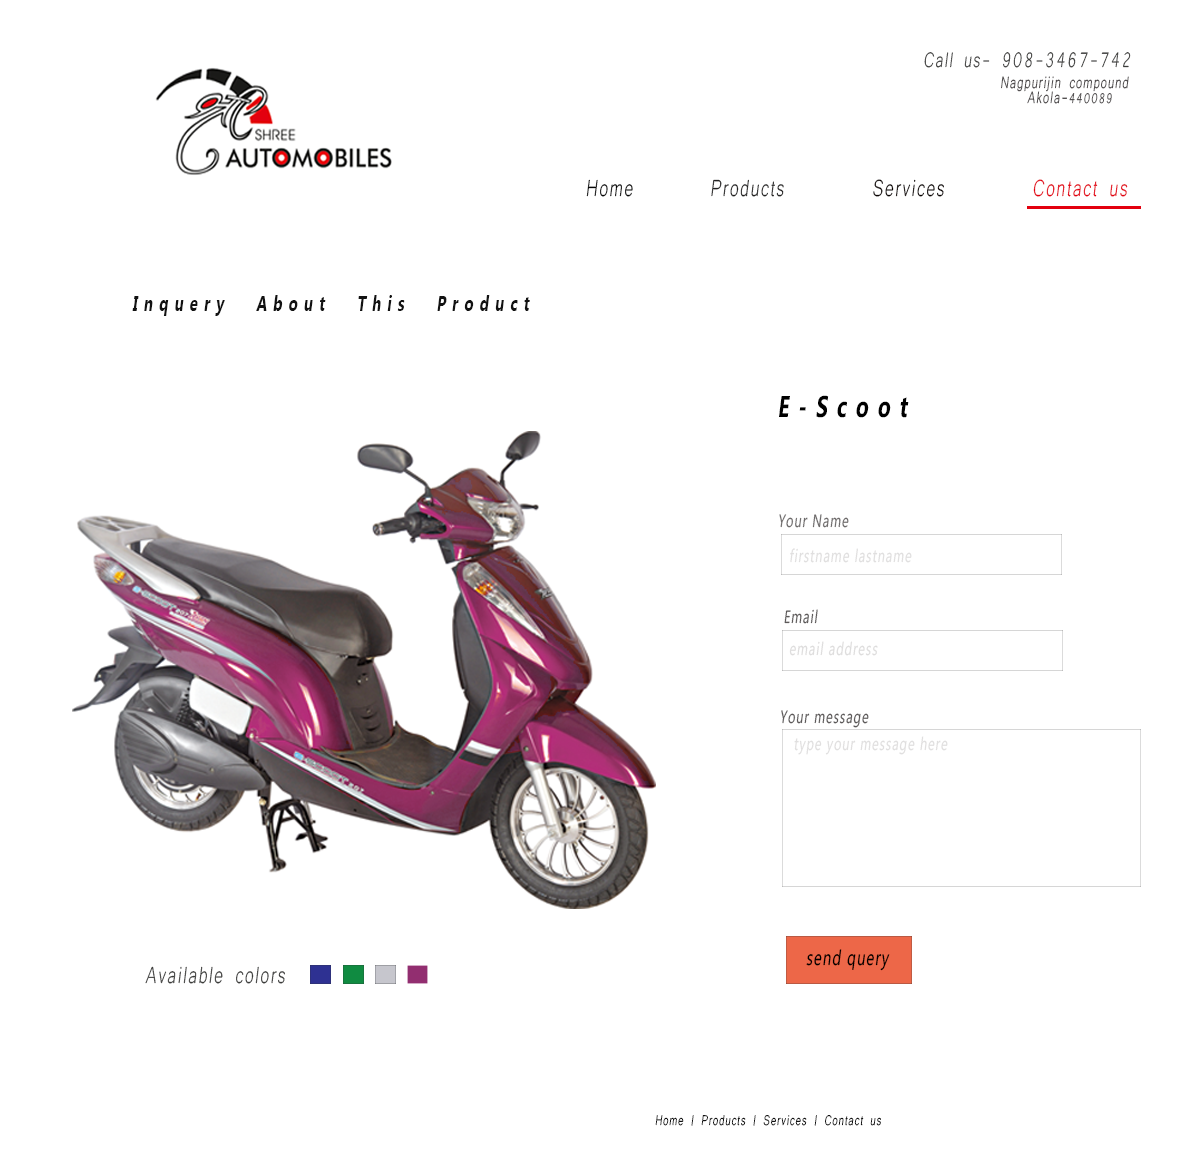 Call us- 908-3467-742
Nagpurijin compound
Akola-440089
SHREE
AUTOMOBILES
Home Products Services Contact us
Inquery About This Product
E-Scoot
Your Name
firstname lastname
Email
email address
Your message
type your message here
send query
Available colors
Home | Products | Services | Contact us